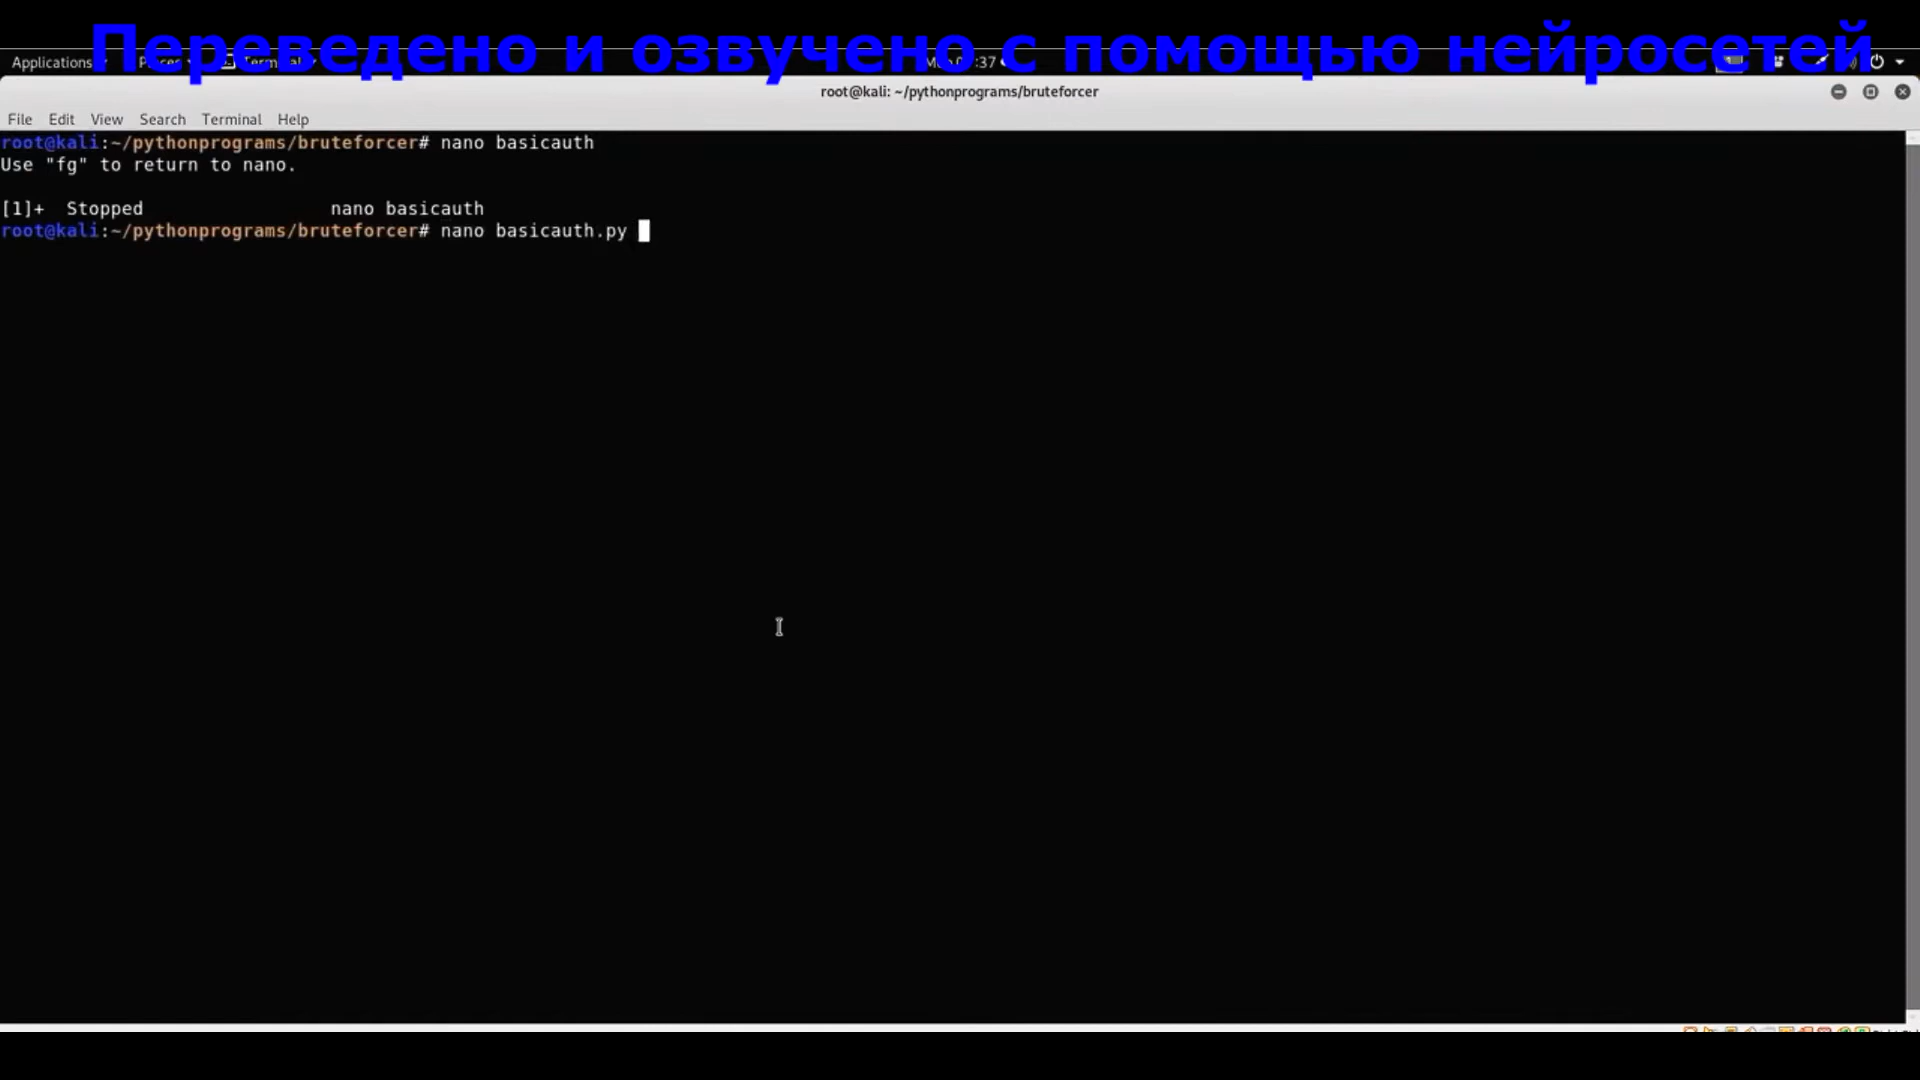 Переведено и озвучено с помощью нейросетей
Applications
root@kali: ~/pythonprograms/bruteforcer
File Edit View Search Terminal Help
root@kali:~/pythonprograms/bruteforcer# nano basicauth
Use "fg" to return to nano.
[1]+  Stopped                 nano basicauth
root@kali:~/pythonprograms/bruteforcer# nano basicauth.py